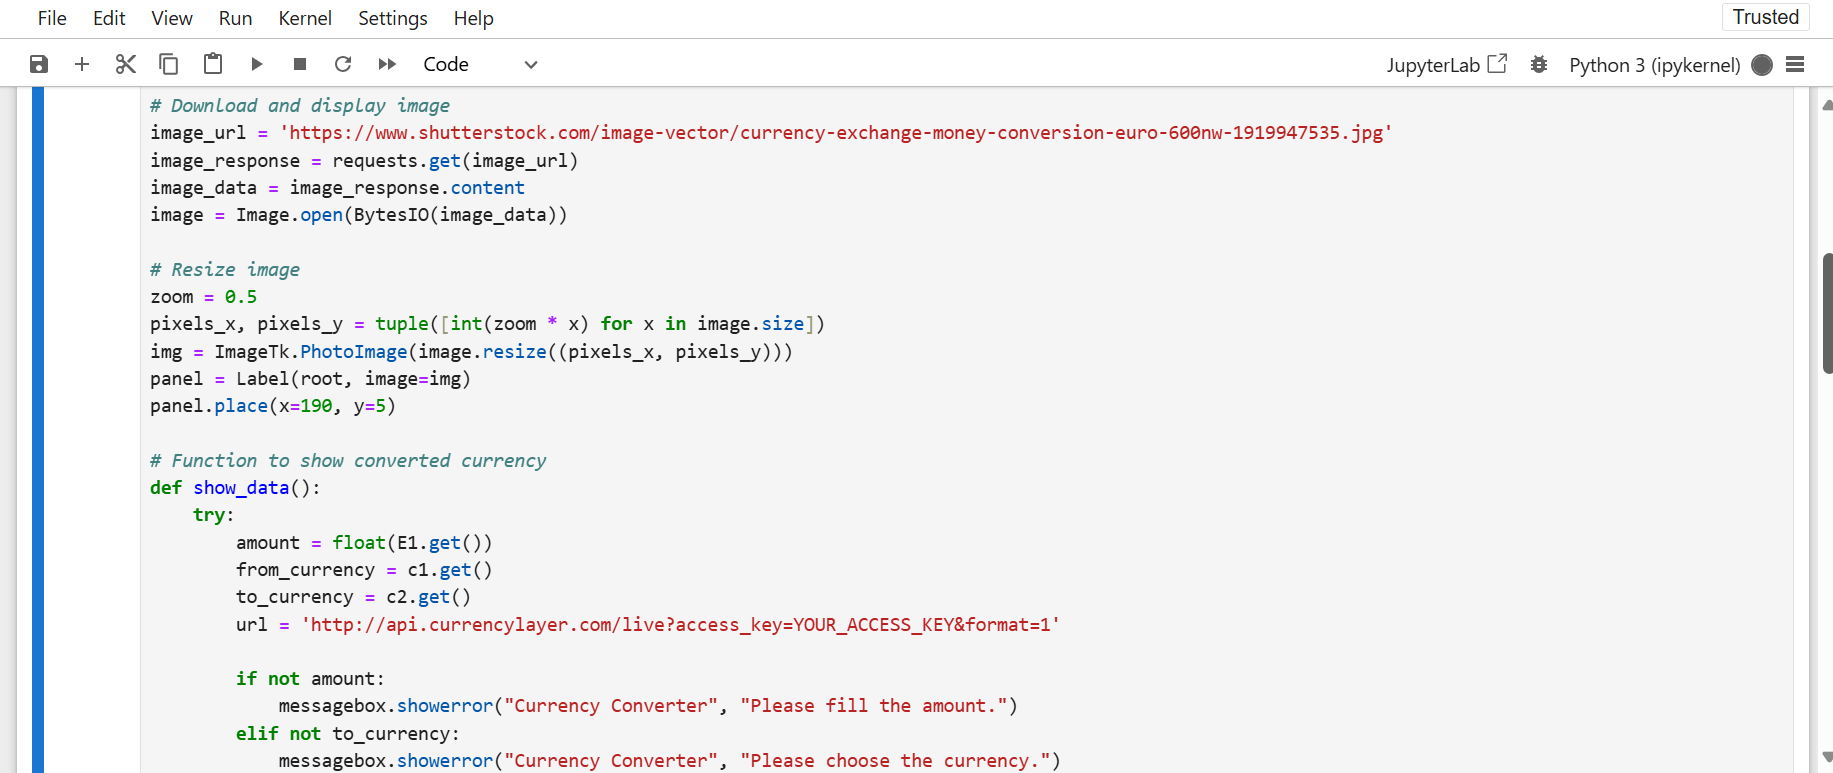 File Edit View Run Kernel Settings Help Trusted
Code JupyterLab Python 3 (ipykernel)
# Download and display image
image_url = 'https://www.shutterstock.com/image-vector/currency-exchange-money-conversion-euro-600nw-1919947535.jpg'
image_response = requests.get(image_url)
image_data = image_response.content
image = Image.open(BytesIO(image_data))
# Resize image
zoom = 0.5
pixels_x, pixels_y = tuple([int(zoom * x) for x in image.size])
img = ImageTk.PhotoImage(image.resize((pixels_x, pixels_y)))
panel = Label(root, image=img)
panel.place(x=190, y=5)
# Function to show converted currency
def show_data():
    try:
        amount = float(E1.get())
        from_currency = c1.get()
        to_currency = c2.get()
        url = 'http://api.currencylayer.com/live?access_key=YOUR_ACCESS_KEY&format=1'
        if not amount:
            messagebox.showerror("Currency Converter", "Please fill the amount.")
        elif not to_currency:
            messagebox.showerror("Currency Converter", "Please choose the currency.")